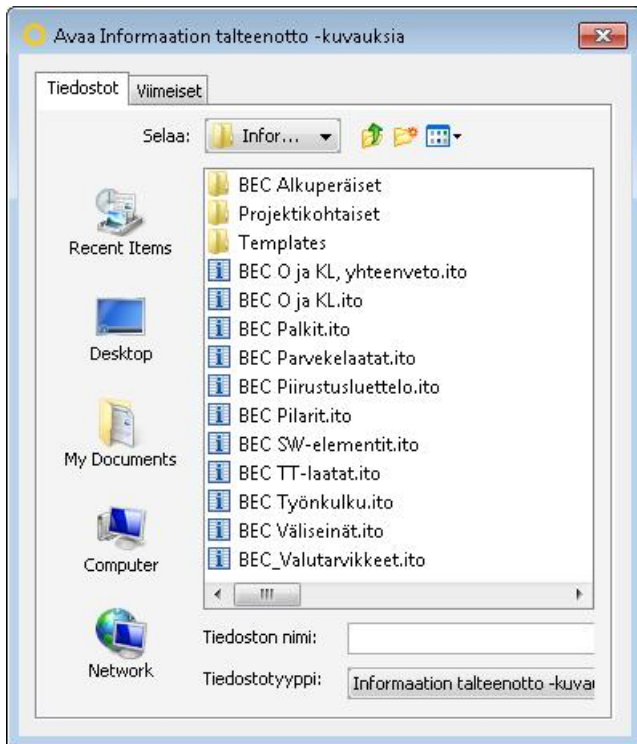 Avaa Informaation talteenotto -kuvauksia
Tiedostot Viimeiset
Selaa: Infor...
Recent Items
Desktop
My Documents
Computer
Network
BEC Alkuperäiset
Projektikohtaiset
Templates
BEC O ja KL, yhteenveto.ito
BEC O ja KL.ito
BEC Palkit.ito
BEC Parvekelaatat.ito
BEC Piirustusluettelo.ito
BEC Pilarit.ito
BEC SW-elementit.ito
BEC TT-laatat.ito
BEC Työnkulku.ito
BEC Väliseinät.ito
BEC_Valutarvikkeet.ito
Tiedoston nimi:
Tiedostotyyppi: Informaation talteenotto -kuvau